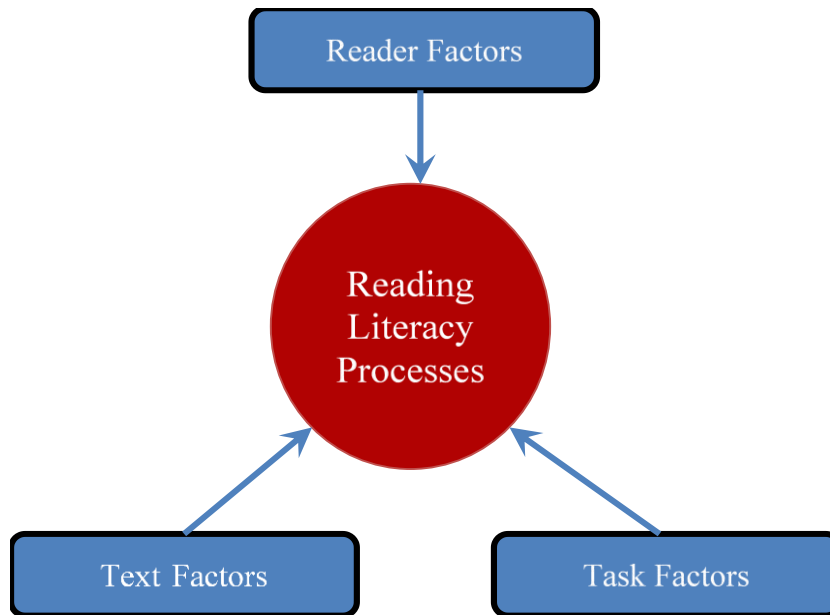 Reader Factors
Reading
Literacy
Processes
Text Factors
Task Factors